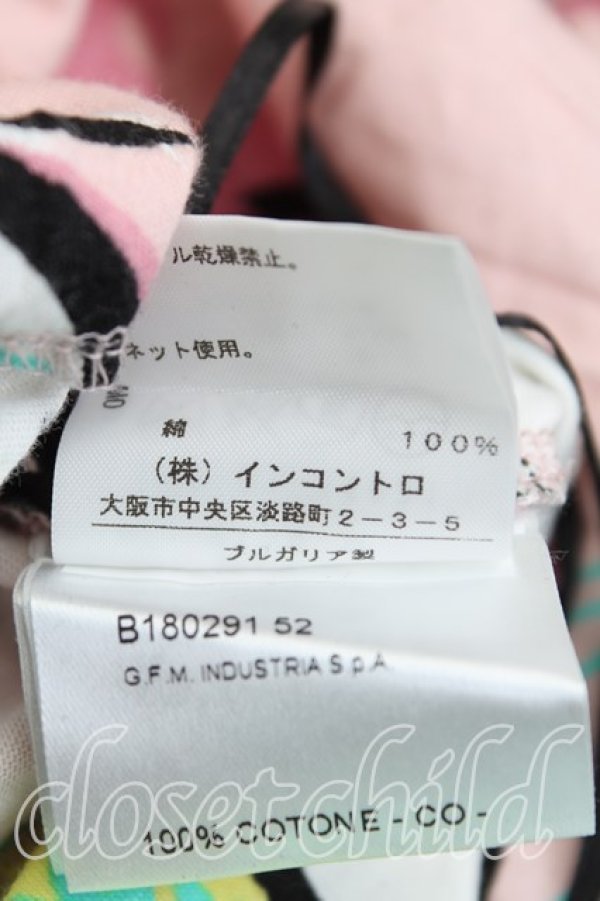 ル乾燥禁止。
ネット使用。
綿 100%
(株)インコントロ
大阪市中央区淡路町2-3-5
ブルガリア製
B180291 52
G.F.M. INDUSTRIA S.p.A.
100% COTONE - CO -
closetchild